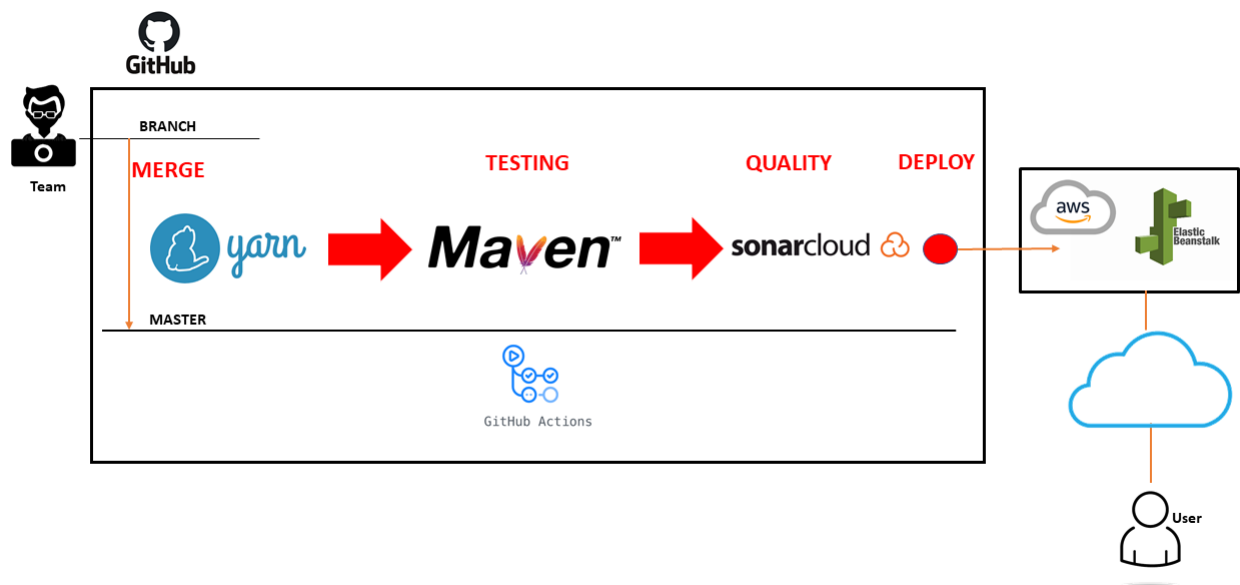 GitHub
BRANCH
MERGE
TESTING
QUALITY
DEPLOY
Team
yarn
Maven™
sonarcloud
aws
Elastic
Beanstalk
MASTER
GitHub Actions
User